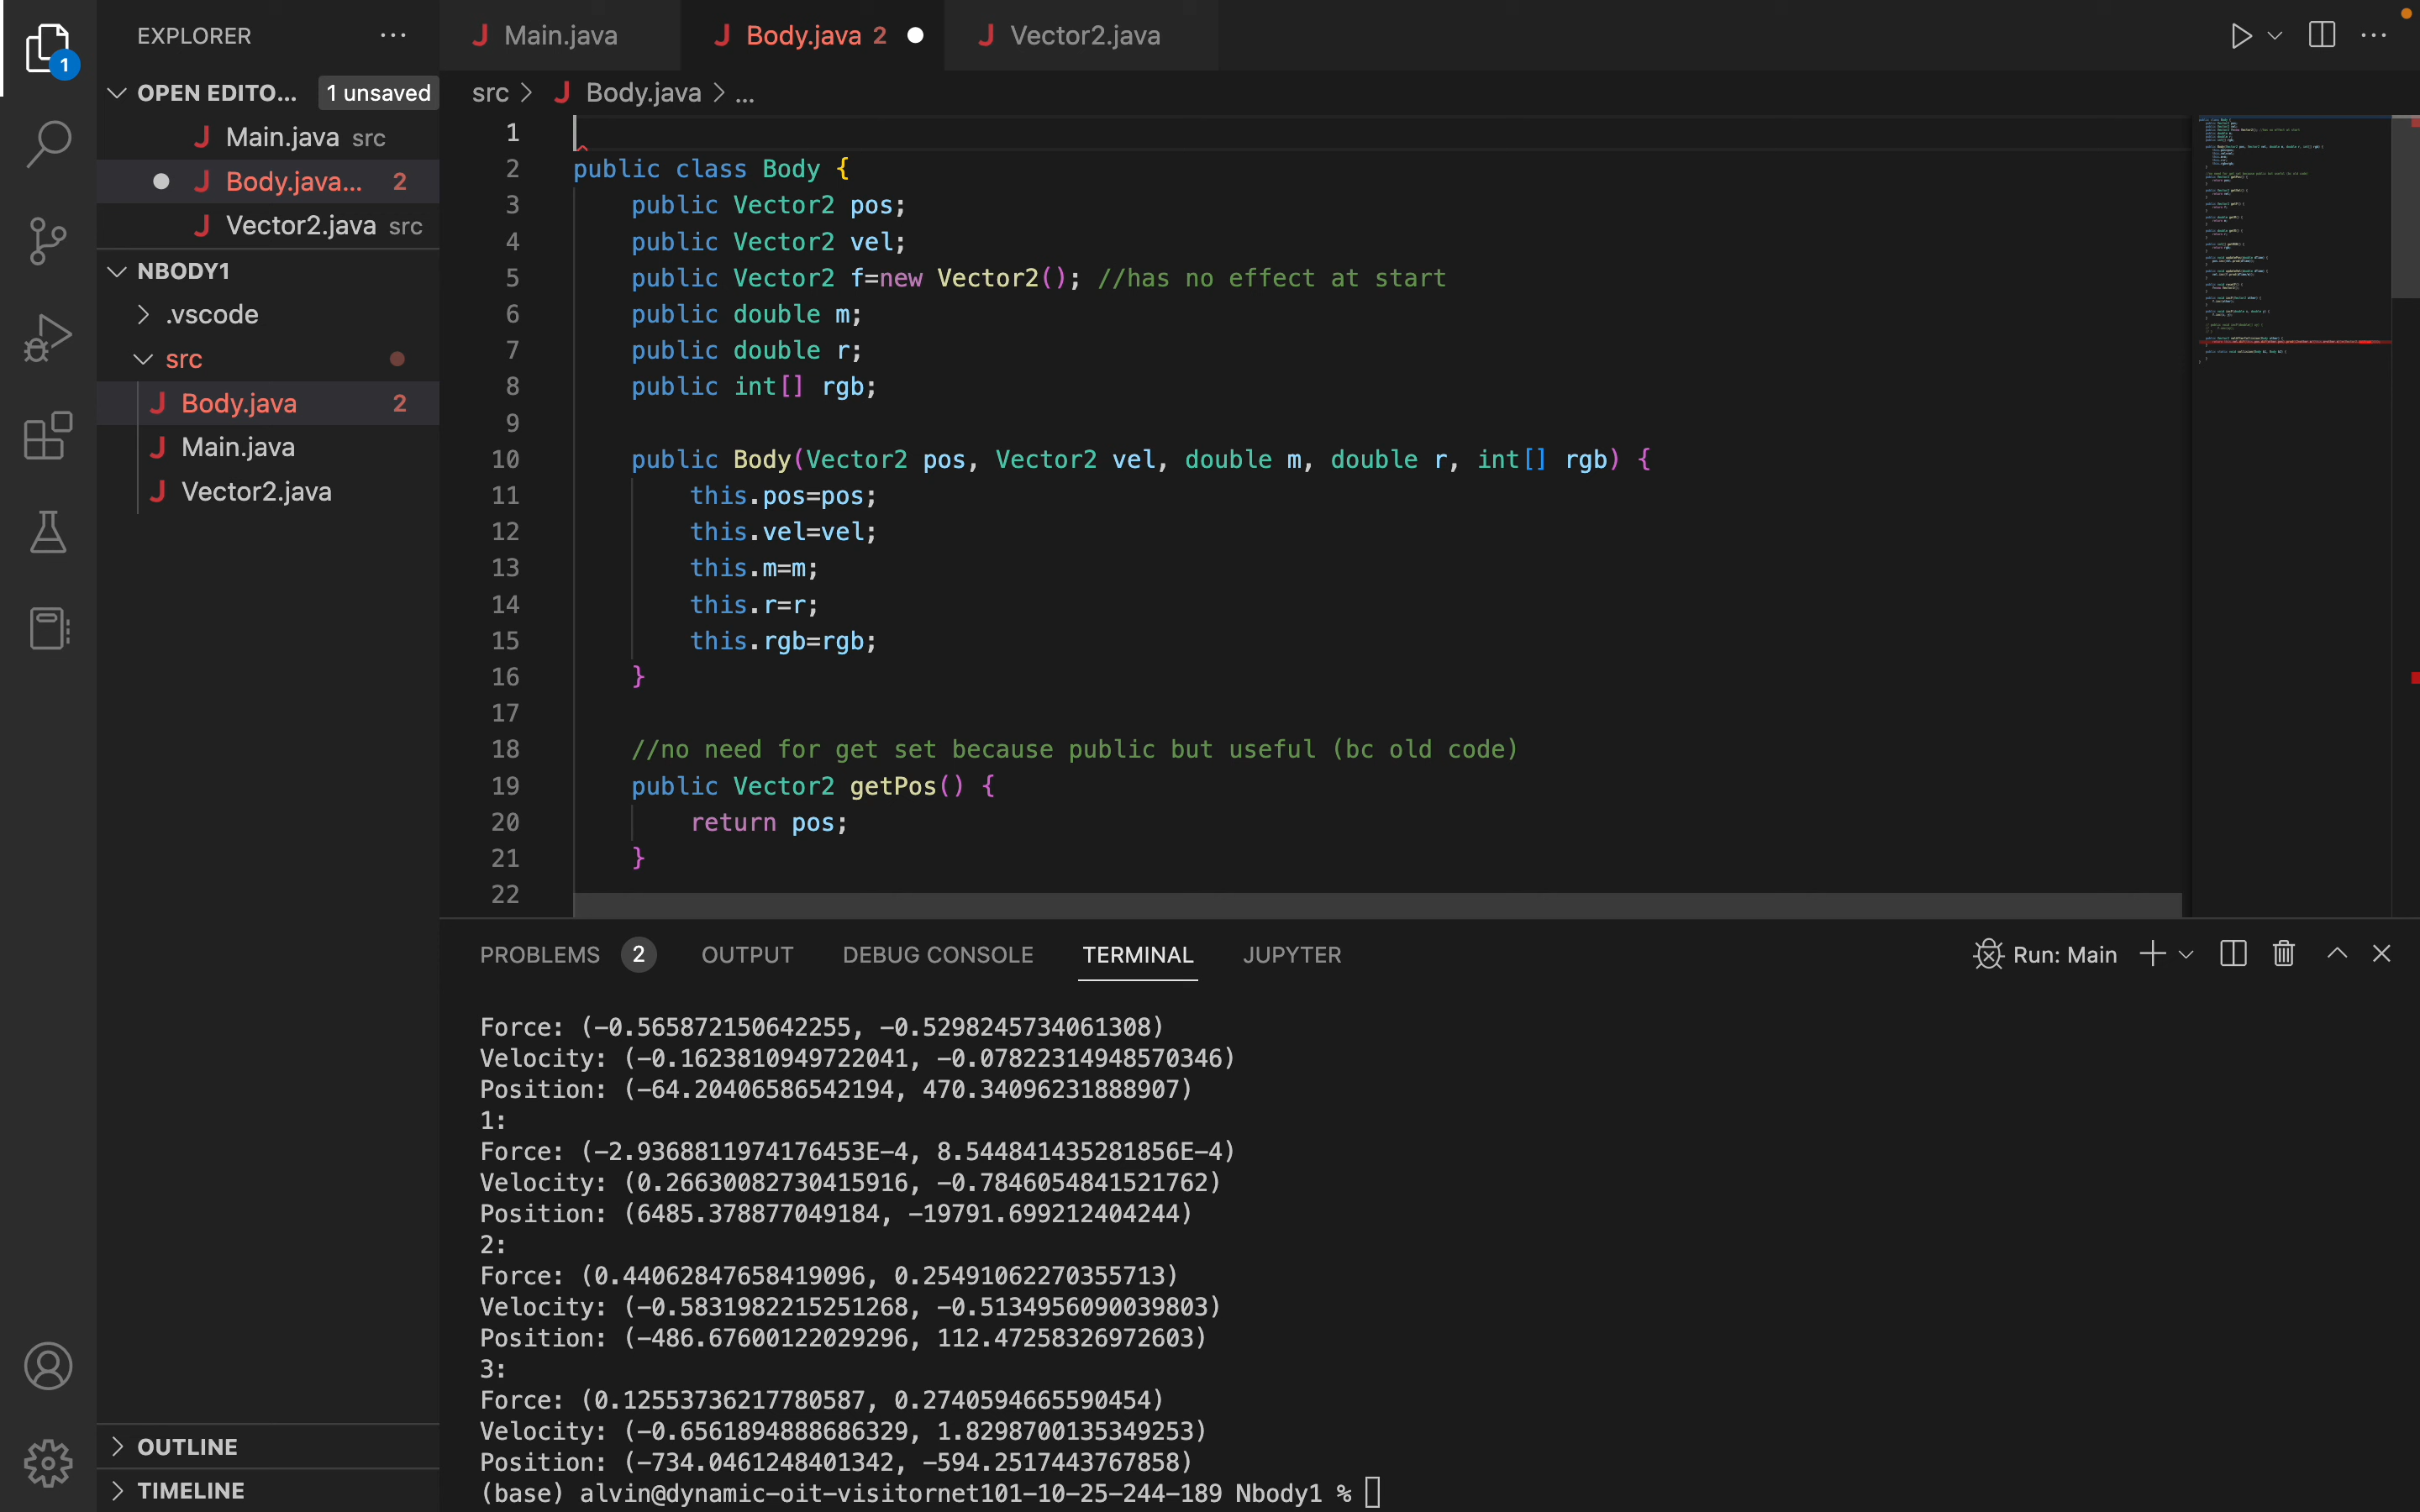 EXPLORER
OPEN EDITO... 1 unsaved
Main.java src
Body.java... 2
Vector2.java src
NBODY1
.vscode
src
Body.java 2
Main.java
Vector2.java
OUTLINE
TIMELINE
1
Main.java
Body.java 2
Vector2.java
src > Body.java > ...
1
2 public class Body {
3 public Vector2 pos;
4 public Vector2 vel;
5 public Vector2 f=new Vector2(); //has no effect at start
6 public double m;
7 public double r;
8 public int[] rgb;
9
10 public Body(Vector2 pos, Vector2 vel, double m, double r, int[] rgb) {
11 this.pos=pos;
12 this.vel=vel;
13 this.m=m;
14 this.r=r;
15 this.rgb=rgb;
16 }
17
18 //no need for get set because public but useful (bc old code)
19 public Vector2 getPos() {
20 return pos;
21 }
22
PROBLEMS 2 OUTPUT DEBUG CONSOLE TERMINAL JUPYTER
Run: Main
Force: (-0.565872150642255, -0.5298245734061308)
Velocity: (-0.1623810949722041, -0.07822314948570346)
Position: (-64.20406586542194, 470.34096231888907)
1:
Force: (-2.9368811974176453E-4, 8.544841435281856E-4)
Velocity: (0.26630082730415916, -0.7846054841521762)
Position: (6485.378877049184, -19791.699212404244)
2:
Force: (0.44062847658419096, 0.25491062270355713)
Velocity: (-0.5831982215251268, -0.5134956090039803)
Position: (-486.67600122029296, 112.47258326972603)
3:
Force: (0.12553736217780587, 0.2740594665590454)
Velocity: (-0.6561894888686329, 1.8298700135349253)
Position: (-734.0461248401342, -594.2517443767858)
(base) alvin@dynamic-oit-visitornet101-10-25-244-189 Nbody1 %